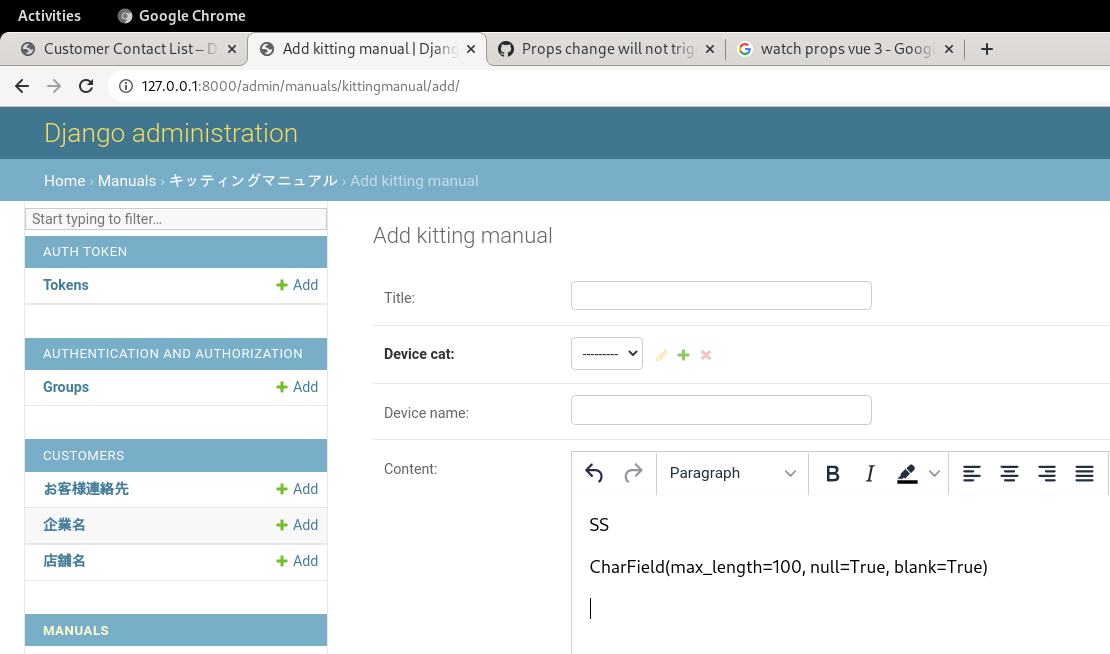 Activities Google Chrome
Customer Contact List – D
Add kitting manual | Djang
Props change will not trig
watch props vue 3 - Googl
127.0.0.1:8000/admin/manuals/kittingmanual/add/
Django administration
Home › Manuals › キッティングマニュアル › Add kitting manual
Start typing to filter...
AUTH TOKEN
Tokens Add
AUTHENTICATION AND AUTHORIZATION
Groups Add
CUSTOMERS
お客様連絡先 Add
企業名 Add
店舗名 Add
MANUALS
Add kitting manual
Title:
Device cat: ---------
Device name:
Content:
Paragraph B I
SS
CharField(max_length=100, null=True, blank=True)